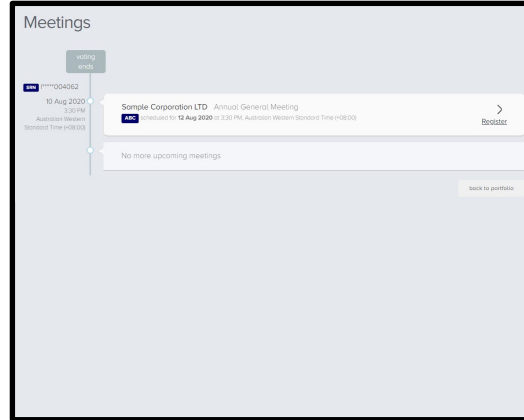 Meetings
voting
ends
SRN I*****004062
10 Aug 2020
3:30 PM
Australian Western
Standard Time (+08:00)
Sample Corporation LTD Annual General Meeting
ABC scheduled for 12 Aug 2020 at 3:30 PM, Australian Western Standard Time (+08:00)
Register
No more upcoming meetings
back to portfolio